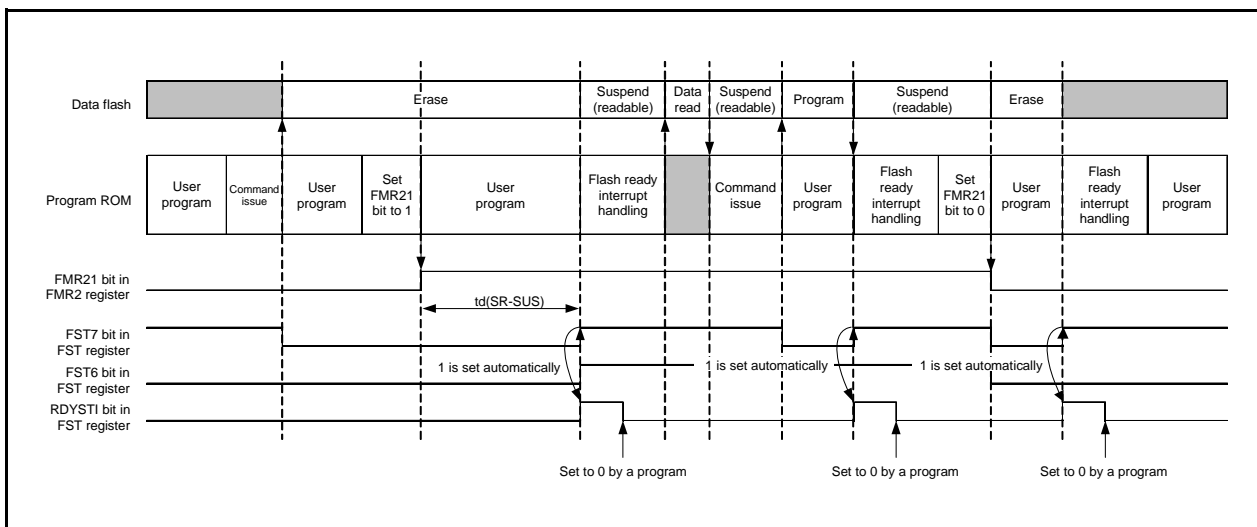 Data flash
Erase
Suspend
(readable)
Data
read
Suspend
(readable)
Program
Suspend
(readable)
Erase
Program ROM
User
program
Command
issue
User
program
Set
FMR21
bit to 1
User
program
Flash ready
interrupt
handling
Command
issue
User
program
Flash
ready
interrupt
handling
Set
FMR21
bit to 0
User
program
Flash
ready
interrupt
handling
User
program
FMR21 bit in
FMR2 register
td(SR-SUS)
FST7 bit in
FST register
1 is set automatically
1 is set automatically
1 is set automatically
FST6 bit in
FST register
RDYSTI bit in
FST register
Set to 0 by a program
Set to 0 by a program
Set to 0 by a program